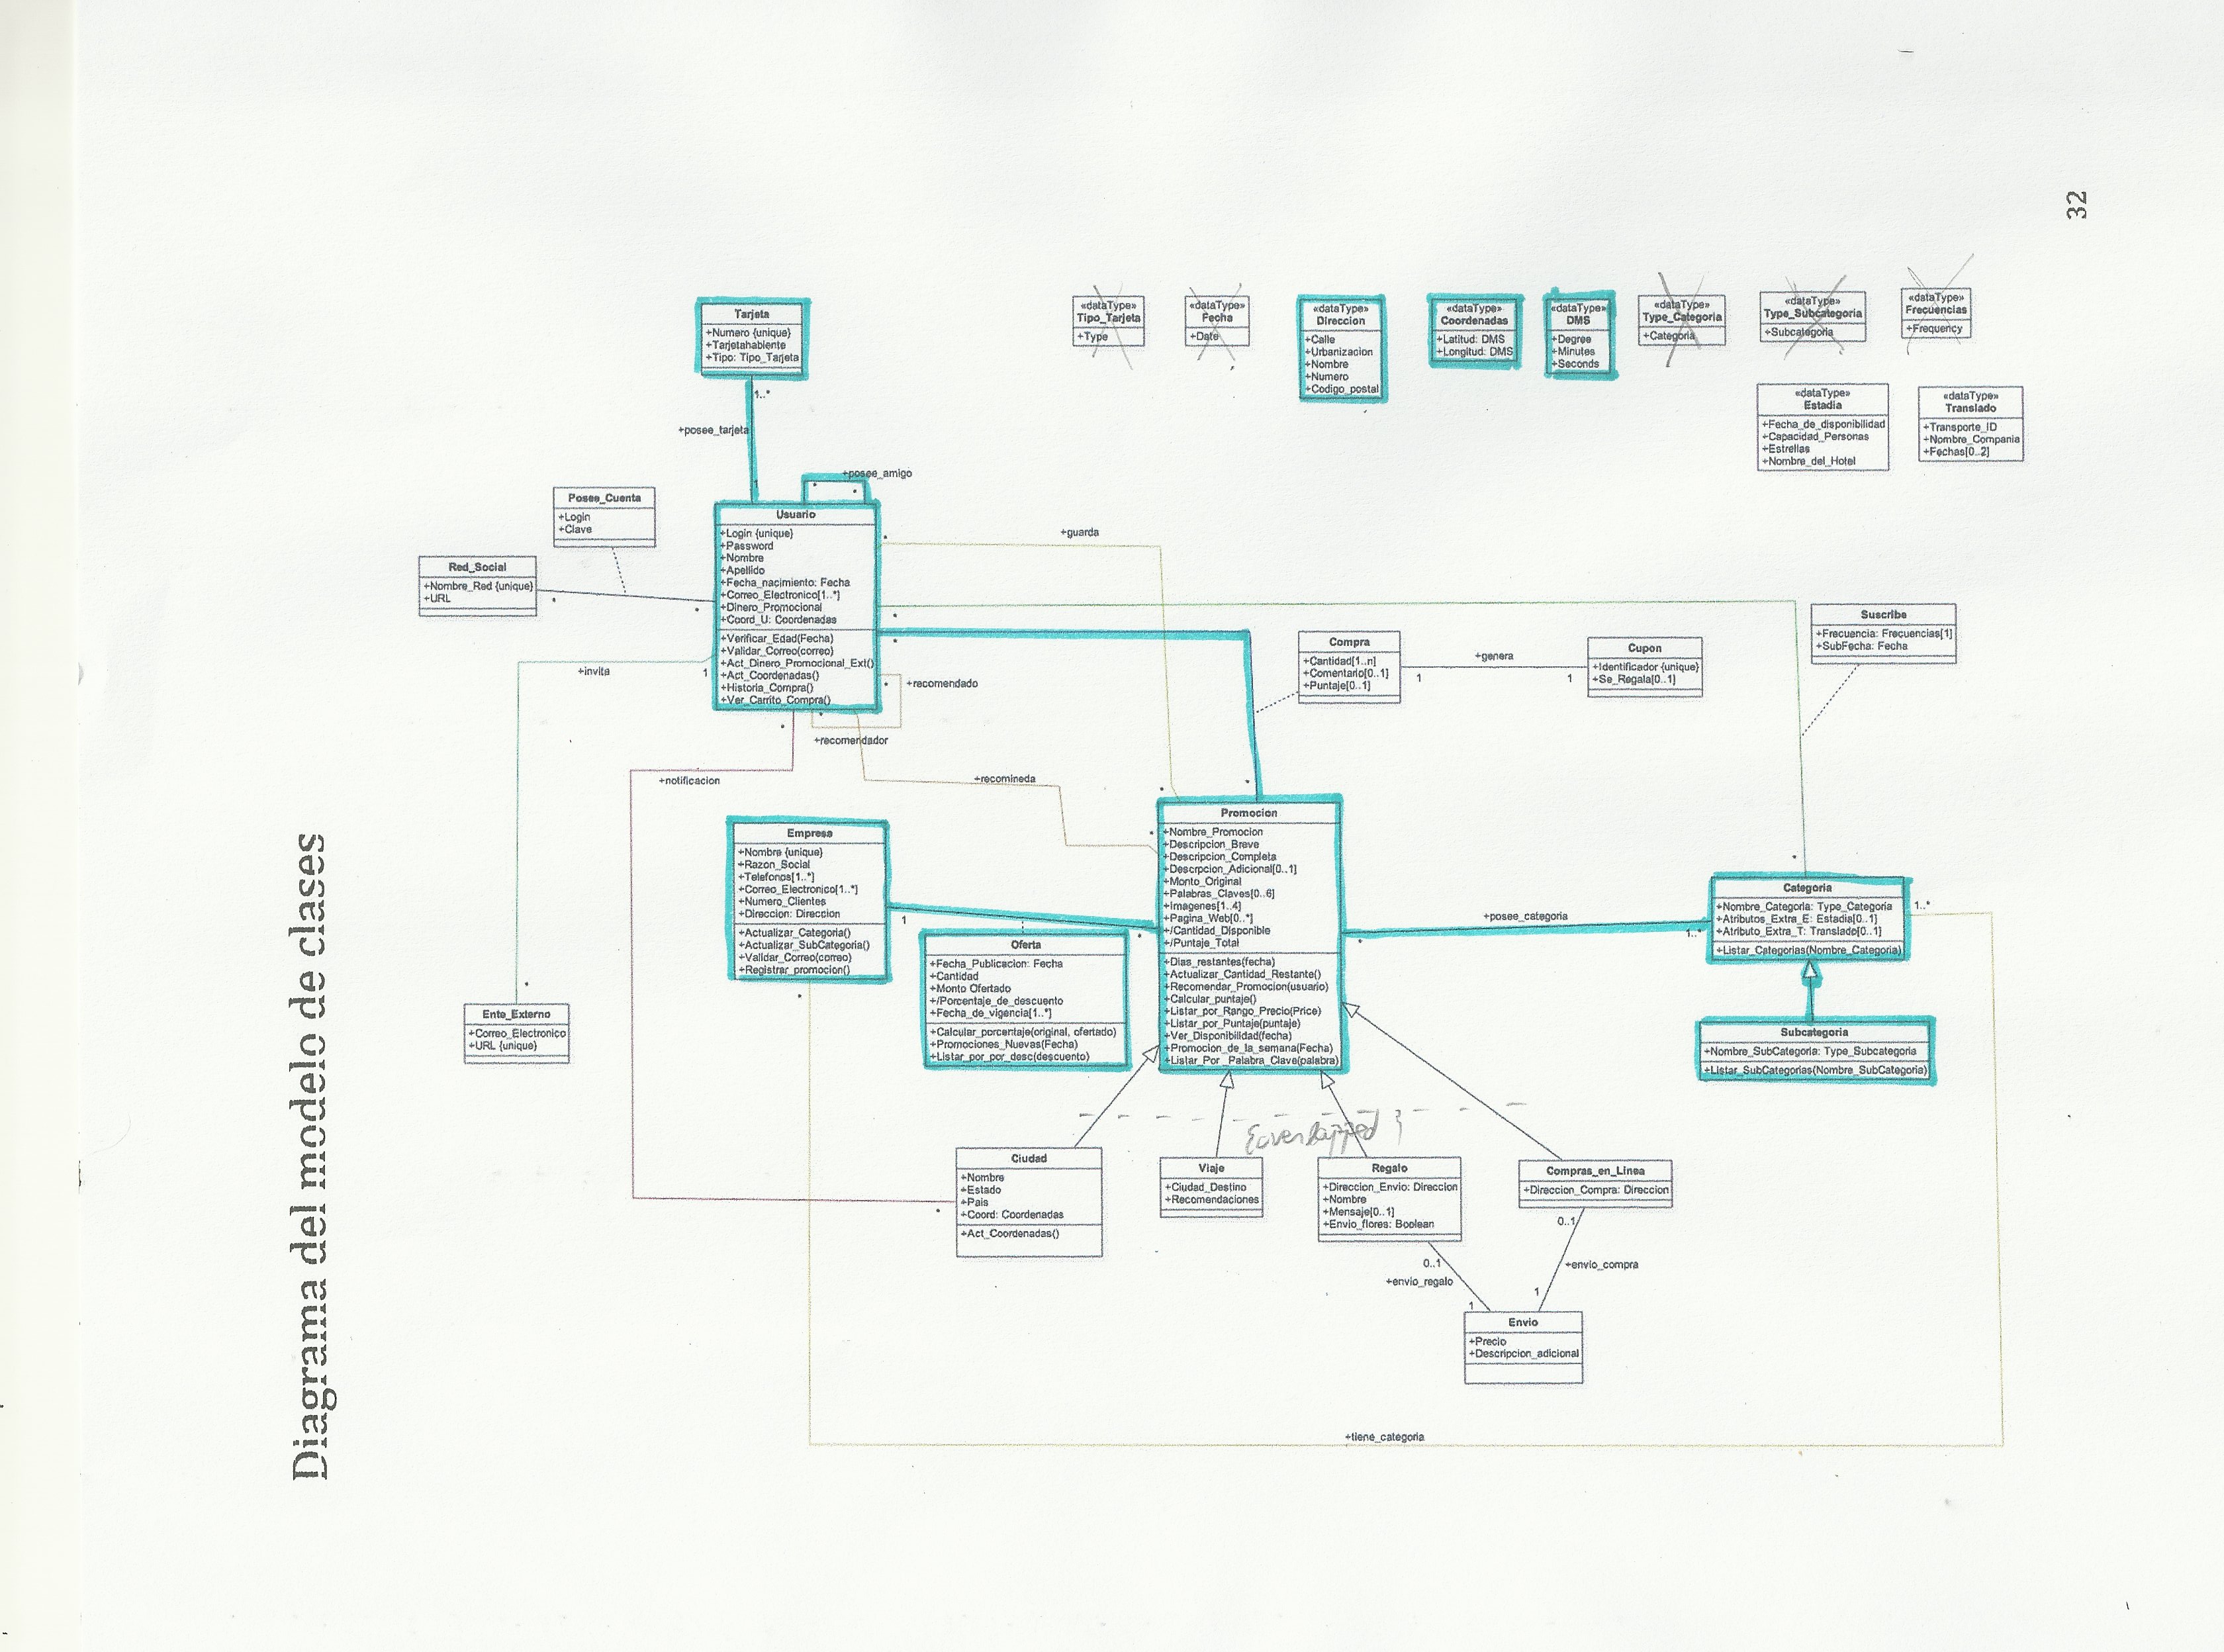 Diagrama del modelo de clases
32
Tarjeta
+Numero {unique}
+Tarjetahabiente
+Tipo: Tipo_Tarjeta
1..*
+posee_tarjeta
1
«dataType»
Tipo_Tarjeta
+Type
«dataType»
Fecha
+Date
«dataType»
Direccion
+Calle
+Urbanizacion
+Nombre
+Numero
+Codigo_postal
«dataType»
Coordenadas
+Latitud: DMS
+Longitud: DMS
«dataType»
DMS
+Degree
+Minutes
+Seconds
«dataType»
Type_Categoria
+Categoria
«dataType»
Type_Subcategoria
+Subcategoria
«dataType»
Frecuencias
+Frequency
«dataType»
Estadia
+Fecha_de_disponibilidad
+Capacidad_Personas
+Estrellas
+Nombre_del_Hotel
«dataType»
Translado
+Transporte_ID
+Nombre_Compania
+Fechas[0..2]
+posee_amigo
*
*
Posee_Cuenta
+Login
+Clave
Red_Social
+Nombre_Red {unique}
+URL
*
*
Usuario
+Login {unique}
+Password
+Nombre
+Apellido
+Fecha_nacimiento: Fecha
+Correo_Electronico[1..*]
+Dinero_Promocional
+Coord_U: Coordenadas
+Verificar_Edad(Fecha)
+Validar_Correo(correo)
+Act_Dinero_Promocional_Ext()
+Act_Coordenadas()
+Historia_Compra()
+Ver_Carrito_Compra()
*
+guarda
*
*
*
+invita
1
*
+recomendado
*
*
+recomendador
+notificacion
+recomineda
*
*
*
Compra
+Cantidad[1..n]
+Comentario[0..1]
+Puntaje[0..1]
+genera
1
1
Cupon
+Identificador {unique}
+Se_Regala[0..1]
Suscribe
+Frecuencia: Frecuencias[1]
+SubFecha: Fecha
*
Empresa
+Nombre {unique}
+Razon_Social
+Telefonos[1..*]
+Correo_Electronico[1..*]
+Numero_Clientes
+Direccion: Direccion
+Actualizar_Categoria()
+Actualizar_SubCategoria()
+Validar_Correo(correo)
+Registrar_promocion()
*
1
*
Oferta
+Fecha_Publicacion: Fecha
+Cantidad
+Monto Ofertado
+/Porcentaje_de_descuento
+Fecha_de_vigencia[1..*]
+Calcular_porcentaje(original, ofertado)
+Promociones_Nuevas(Fecha)
+Listar_por_por_desc(descuento)
Promocion
+Nombre_Promocion
+Descripcion_Breve
+Descripcion_Completa
+Descrpcion_Adicional[0..1]
+Monto_Original
+Palabras_Claves[0..6]
+Imagenes[1..4]
+Pagina_Web[0..*]
+/Cantidad_Disponible
+/Puntaje_Total
+Dias_restantes(fecha)
+Actualizar_Cantidad_Restante()
+Recomendar_Promocion(usuario)
+Calcular_puntaje()
+Listar_por_Rango_Precio(Price)
+Listar_por_Puntaje(puntaje)
+Ver_Disponibilidad(fecha)
+Promocion_de_la_semana(Fecha)
+Listar_Por_Palabra_Clave(palabra)
+posee_categoria
*
1..*
Categoria
+Nombre_Categoria: Type_Categoria
+Atributos_Extra_E: Estadia[0..1]
+Atributo_Extra_T: Translado[0..1]
+Listar_Categorias(Nombre_Categoria)
1..*
Subcategoria
+Nombre_SubCategoria: Type_Subcategoria
+Listar_SubCategorias(Nombre_SubCategoria)
*
Ente_Externo
+Correo_Electronico
+URL {unique}
{overlapped}
Ciudad
+Nombre
+Estado
+Pais
+Coord: Coordenadas
+Act_Coordenadas()
*
Viaje
+Ciudad_Destino
+Recomendaciones
Regalo
+Direccion_Envio: Direccion
+Nombre
+Mensaje[0..1]
+Envio_flores: Boolean
Compras_en_Linea
+Direccion_Compra: Direccion
0..1
+envio_regalo
1
0..1
+envio_compra
1
Envio
+Precio
+Descripcion_adicional
+tiene_categoria